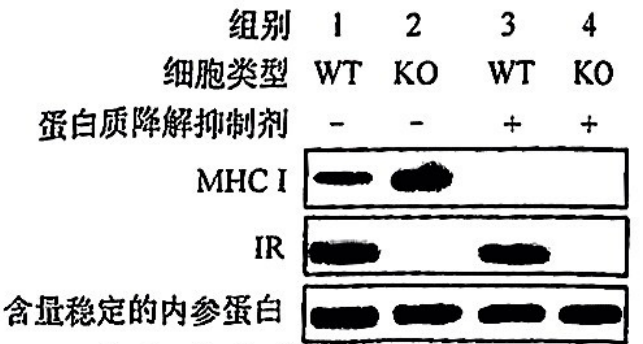 组别 1 2 3 4
细胞类型 WT KO WT KO
蛋白质降解抑制剂 - - + +
MHC I
IR
含量稳定的内参蛋白